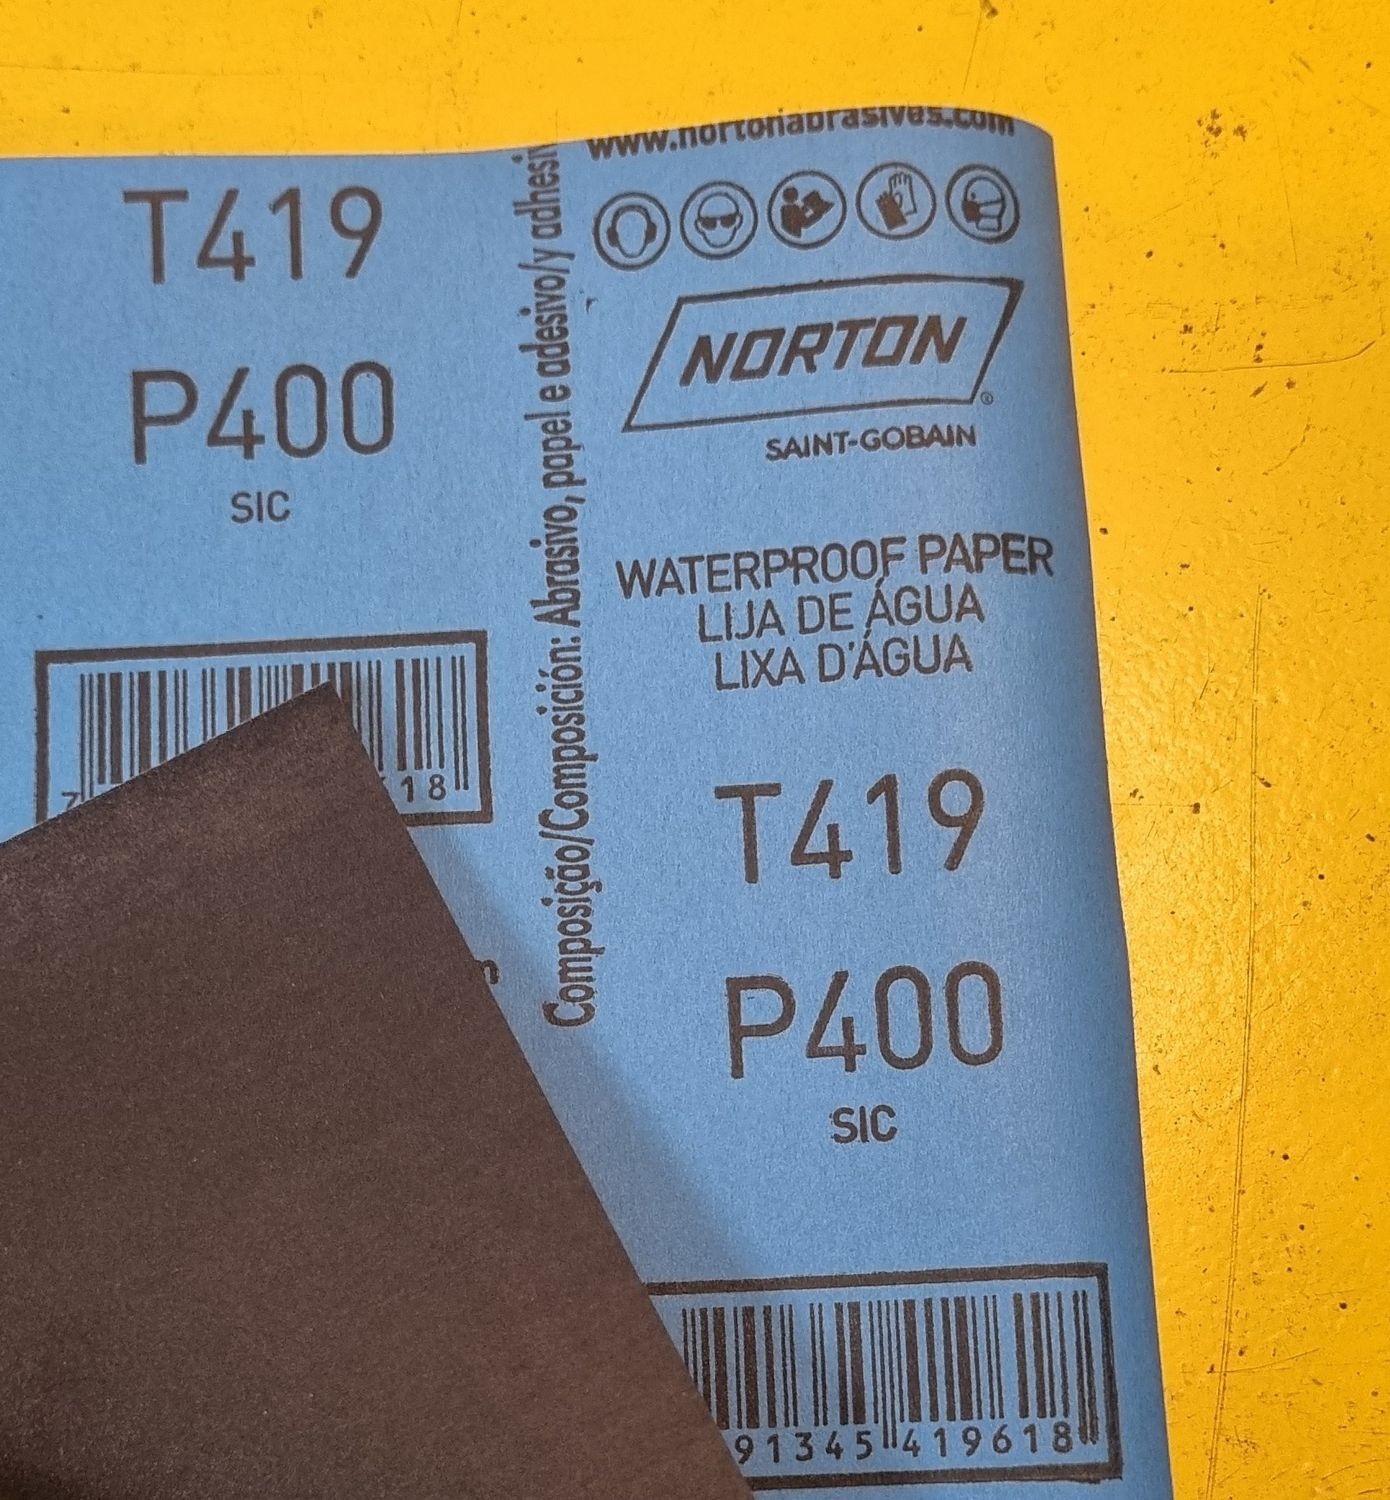 T419
P400
SIC
18
Composição/Composición: Abrasivo, papel e adesivo/y
www.nortonabrasives.com
NORTON
®
SAINT-GOBAIN
WATERPROOF PAPER
LIJA DE ÁGUA
LIXA D'ÁGUA
T419
P400
SIC
91345 419618